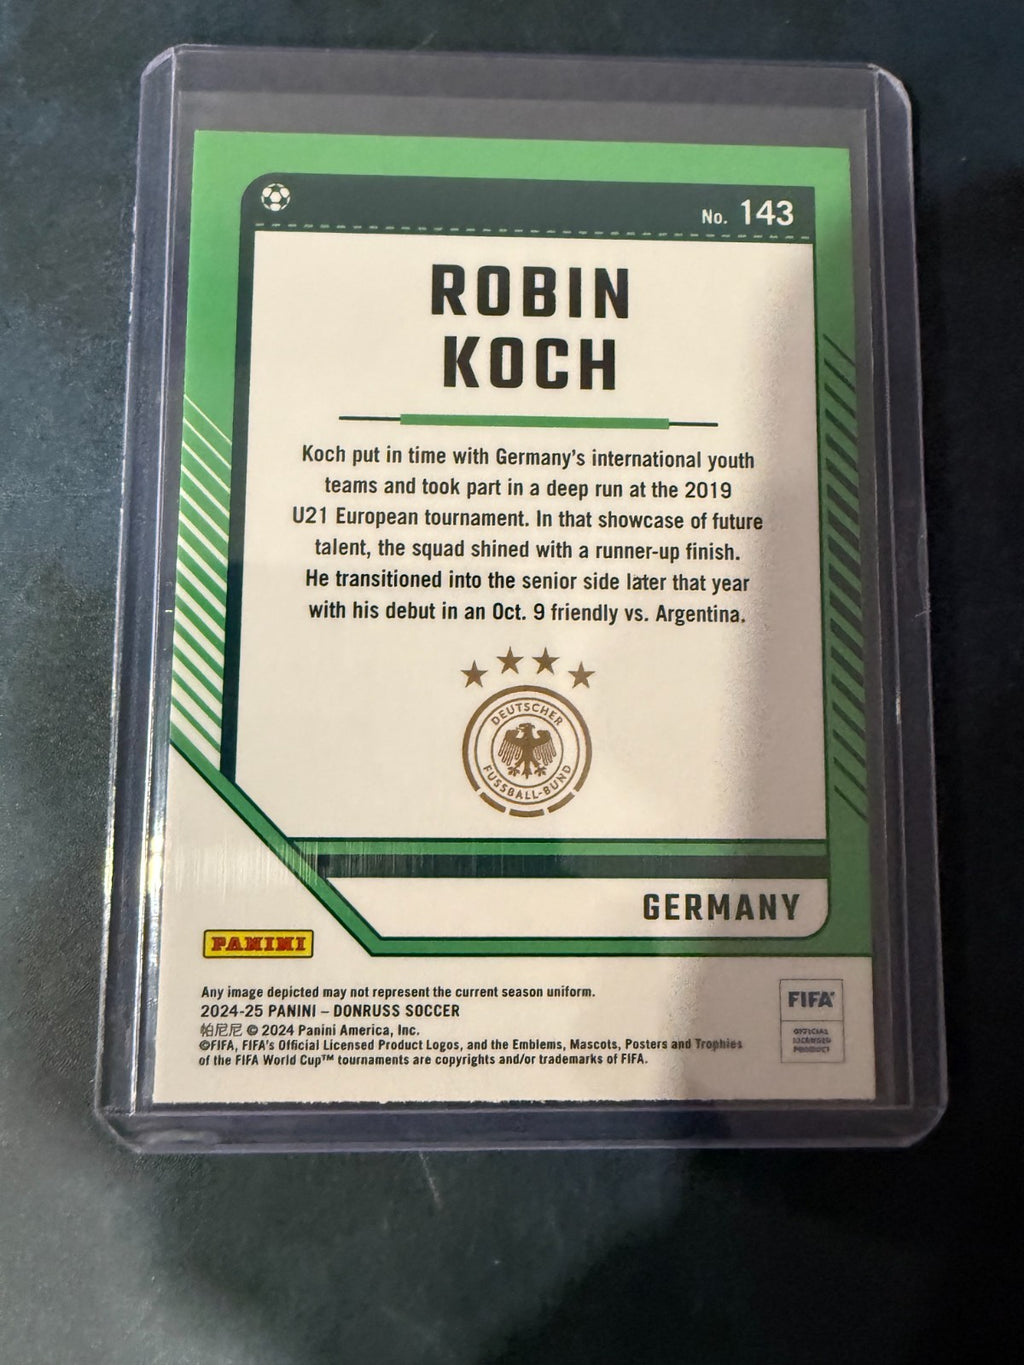 No. 143
ROBIN
KOCH
Koch put in time with Germany's international youth
teams and took part in a deep run at the 2019
U21 European tournament. In that showcase of future
talent, the squad shined with a runner-up finish.
He transitioned into the senior side later that year
with his debut in an Oct. 9 friendly vs. Argentina.
DEUTSCHER
FUSSBALL-BUND
GERMANY
PANINI
Any image depicted may not represent the current season uniform.
2024-25 PANINI – DONRUSS SOCCER
帕尼尼 © 2024 Panini America, Inc.
©FIFA, FIFA's Official Licensed Product Logos, and the Emblems, Mascots, Posters and Trophies
of the FIFA World Cup™ tournaments are copyrights and/or trademarks of FIFA.
FIFA
OFFICIAL
LICENSED
PRODUCT